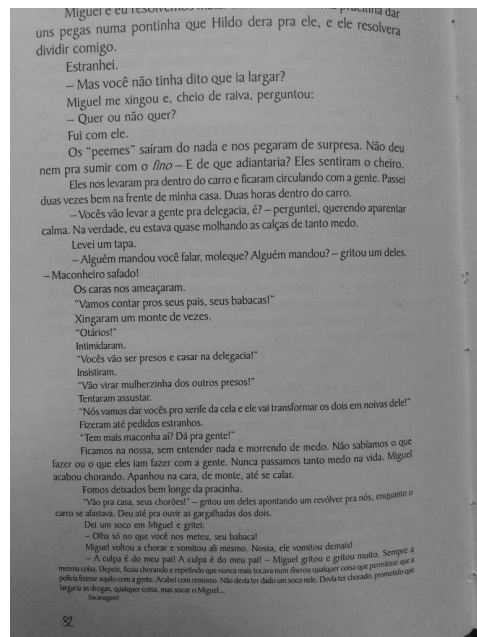 Miguel e eu resolvemos pracinha dar
uns pegas numa pontinha que Hildo dera pra ele, e ele resolvera
dividir comigo.
Estranhei.
– Mas você não tinha dito que ia largar?
Miguel me xingou e, cheio de raiva, perguntou:
– Quer ou não quer?
Fui com ele.
Os "peemes" saíram do nada e nos pegaram de surpresa. Não deu
nem pra sumir com o fino – E de que adiantaria? Eles sentiram o cheiro.
Eles nos levaram pra dentro do carro e ficaram circulando com a gente. Passei
duas vezes bem na frente de minha casa. Duas horas dentro do carro.
– Vocês vão levar a gente pra delegacia, é? – perguntei, querendo aparentar
calma. Na verdade, eu estava quase molhando as calças de tanto medo.
Levei um tapa.
– Alguém mandou você falar, moleque? Alguém mandou? – gritou um deles.
– Maconheiro safado!
Os caras nos ameaçaram.
"Vamos contar pros seus pais, seus babacas!"
Xingaram um monte de vezes.
"Otários!"
Intimidaram.
"Vocês vão ser presos e casar na delegacia!"
Insistiram.
"Vão virar mulherzinha dos outros presos!"
Tentaram assustar.
"Nós vamos dar vocês pro xerife da cela e ele vai transformar os dois em noivas dele!"
Fizeram até pedidos estranhos.
"Tem mais maconha aí? Dá pra gente!"
Ficamos na nossa, sem entender nada e morrendo de medo. Não sabíamos o que
fazer ou o que eles iam fazer com a gente. Nunca passamos tanto medo na vida. Miguel
acabou chorando. Apanhou na cara, de monte, até se calar.
Fomos deixados bem longe da pracinha.
"Vão pra casa, seus chorões!" – gritou um deles apontando um revólver pra nós, enquanto o
carro se afastava. Deu até pra ouvir as gargalhadas dos dois.
Dei um soco em Miguel e gritei:
– Olha só no que você nos meteu, seu babaca!
Miguel voltou a chorar e vomitou ali mesmo. Nossa, ele vomitou demais!
– A culpa é do meu pai! A culpa é do meu pai! – Miguel gritou e gritou muito. Sempre a
mesma coisa. Depois, ficou chorando e repetindo que nunca mais tocava num fino ou qualquer coisa que permitisse que a
polícia fizesse aquilo com a gente. Acabei com remorso. Não devia ter dado um soco nele. Devia ter chorado, prometido que
largaria as drogas, qualquer coisa, mas socar o Miguel...
Sacanagem!
82